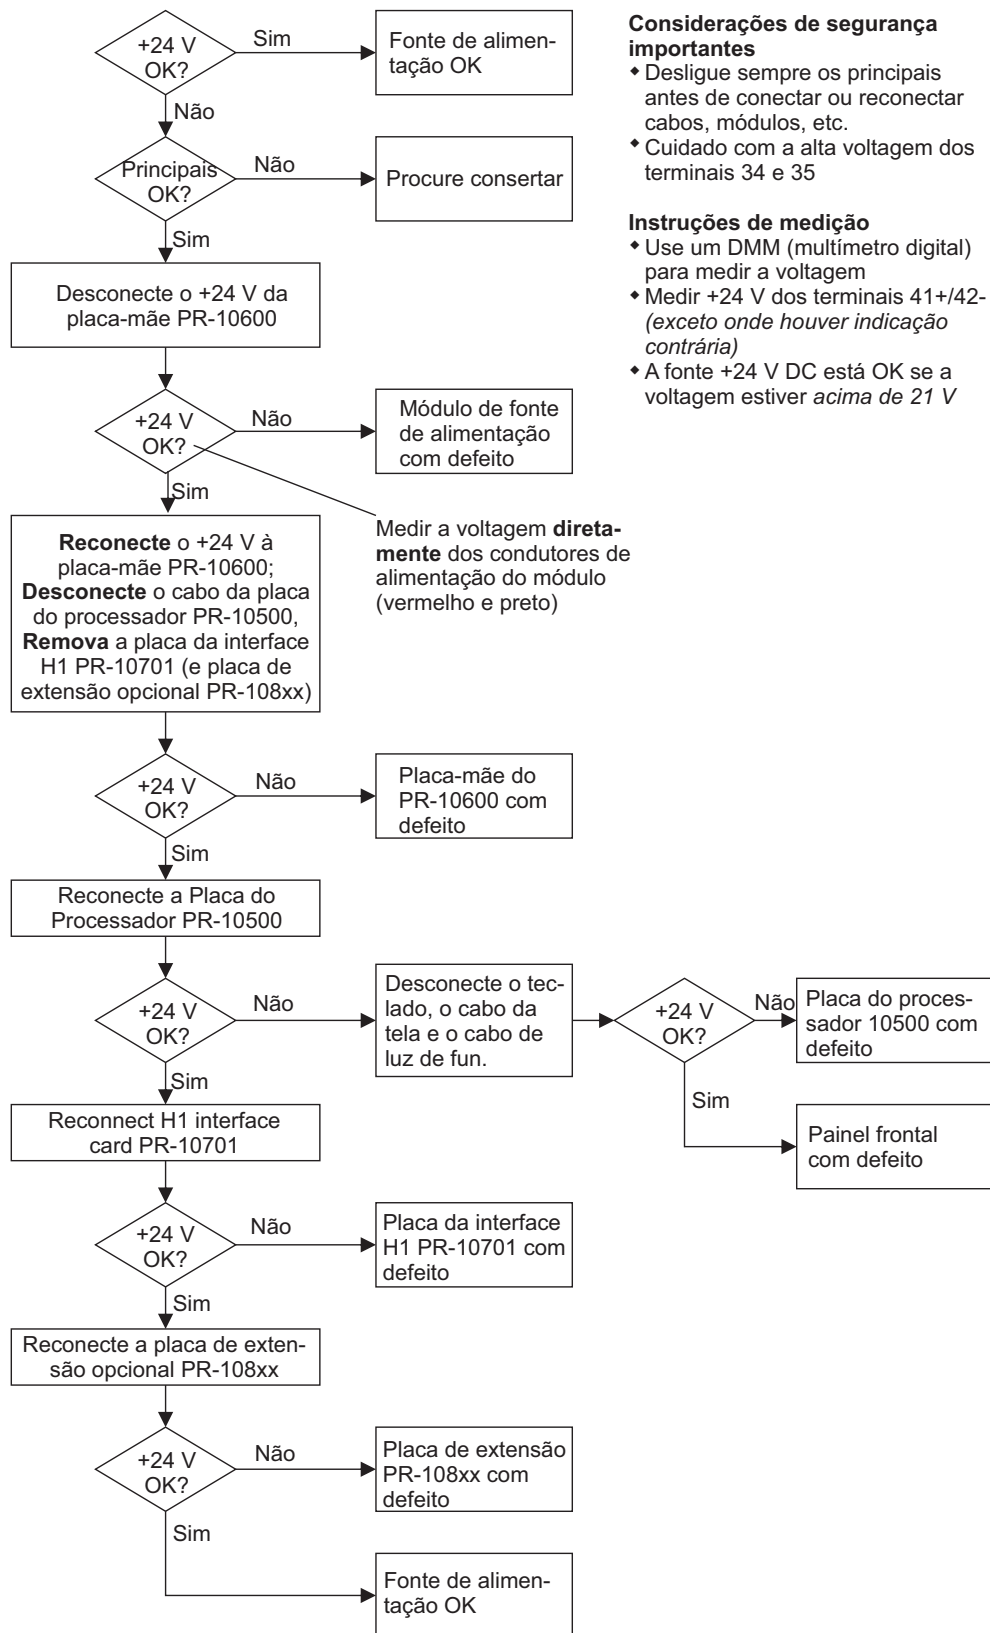 +24 V
OK?
Sim
Fonte de alimen-
tação OK
Não
Principais
OK?
Não
Procure consertar
Sim
Desconecte o +24 V da
placa-mãe PR-10600
+24 V
OK?
Não
Módulo de fonte
de alimentação
com defeito
Sim
Medir a voltagem direta-
mente dos condutores de
alimentação do módulo
(vermelho e preto)
Reconecte o +24 V à
placa-mãe PR-10600;
Desconecte o cabo da placa
do processador PR-10500,
Remova a placa da interface
H1 PR-10701 (e placa de
extensão opcional PR-108xx)
+24 V
OK?
Não
Placa-mãe do
PR-10600 com
defeito
Sim
Reconecte a Placa do
Processador PR-10500
+24 V
OK?
Não
Desconecte o tec-
lado, o cabo da
tela e o cabo de
luz de fun.
+24 V
OK?
Não
Placa do proces-
sador 10500 com
defeito
Sim
Painel frontal
com defeito
Sim
Reconnect H1 interface
card PR-10701
+24 V
OK?
Não
Placa da interface
H1 PR-10701 com
defeito
Sim
Reconecte a placa de exten-
são opcional PR-108xx
+24 V
OK?
Não
Placa de extensão
PR-108xx com
defeito
Sim
Fonte de alimen-
tação OK
Considerações de segurança
importantes
Desligue sempre os principais
antes de conectar ou reconectar
cabos, módulos, etc.
Cuidado com a alta voltagem dos
terminais 34 e 35
Instruções de medição
Use um DMM (multímetro digital)
para medir a voltagem
Medir +24 V dos terminais 41+/42-
(exceto onde houver indicação
contrária)
A fonte +24 V DC está OK se a
voltagem estiver acima de 21 V